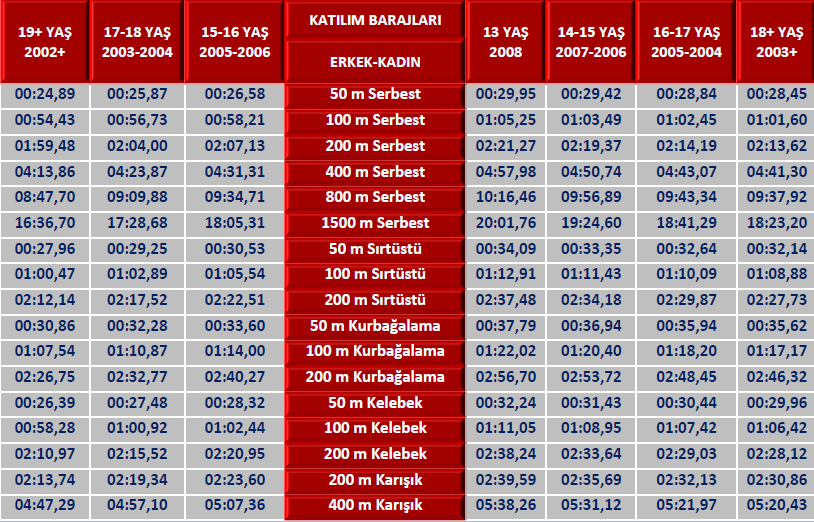 19+ YAŞ 2002+ 17-18 YAŞ 2003-2004 15-16 YAŞ 2005-2006 KATILIM BARAJLARI ERKEK-KADIN 13 YAŞ 2008 14-15 YAŞ 2007-2006 16-17 YAŞ 2005-2004 18+ YAŞ 2003+
00:24,89 00:25,87 00:26,58 50 m Serbest 00:29,95 00:29,42 00:28,84 00:28,45
00:54,43 00:56,73 00:58,21 100 m Serbest 01:05,25 01:03,49 01:02,45 01:01,60
01:59,48 02:04,00 02:07,13 200 m Serbest 02:21,27 02:19,37 02:14,19 02:13,62
04:13,86 04:23,87 04:31,31 400 m Serbest 04:57,98 04:50,74 04:43,07 04:41,30
08:47,70 09:09,88 09:34,71 800 m Serbest 10:16,46 09:56,89 09:43,34 09:37,92
16:36,70 17:28,68 18:05,31 1500 m Serbest 20:01,76 19:24,60 18:41,29 18:23,20
00:27,96 00:29,25 00:30,53 50 m Sırtüstü 00:34,09 00:33,35 00:32,64 00:32,14
01:00,47 01:02,89 01:05,54 100 m Sırtüstü 01:12,91 01:11,43 01:10,09 01:08,88
02:12,14 02:17,52 02:22,51 200 m Sırtüstü 02:37,48 02:34,18 02:29,87 02:27,73
00:30,86 00:32,28 00:33,60 50 m Kurbağalama 00:37,79 00:36,94 00:35,94 00:35,62
01:07,54 01:10,87 01:14,00 100 m Kurbağalama 01:22,02 01:20,40 01:18,20 01:17,17
02:26,75 02:32,77 02:40,27 200 m Kurbağalama 02:56,70 02:53,72 02:48,45 02:46,32
00:26,39 00:27,48 00:28,32 50 m Kelebek 00:32,24 00:31,43 00:30,44 00:29,96
00:58,28 01:00,92 01:02,44 100 m Kelebek 01:11,05 01:08,95 01:07,42 01:06,42
02:10,97 02:15,52 02:20,95 200 m Kelebek 02:38,24 02:33,64 02:29,03 02:28,12
02:13,74 02:19,34 02:23,60 200 m Karışık 02:39,59 02:35,69 02:32,13 02:30,86
04:47,29 04:57,10 05:07,36 400 m Karışık 05:38,26 05:31,12 05:21,97 05:20,43